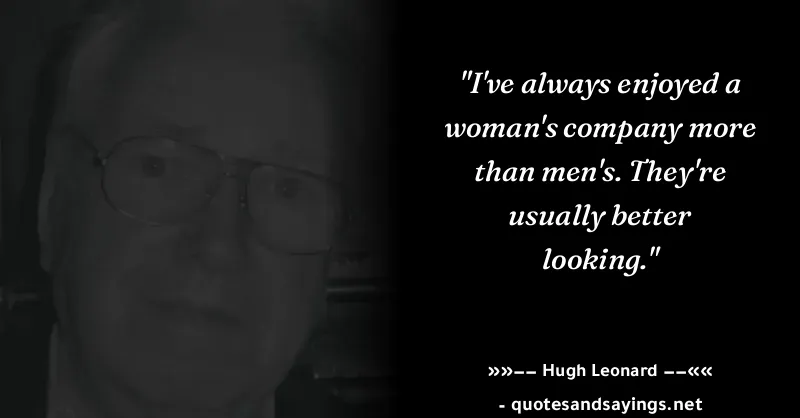 "I've always enjoyed a
woman's company more
than men's. They're
usually better
looking."
»»−− Hugh Leonard −−««
- quotesandsayings.net